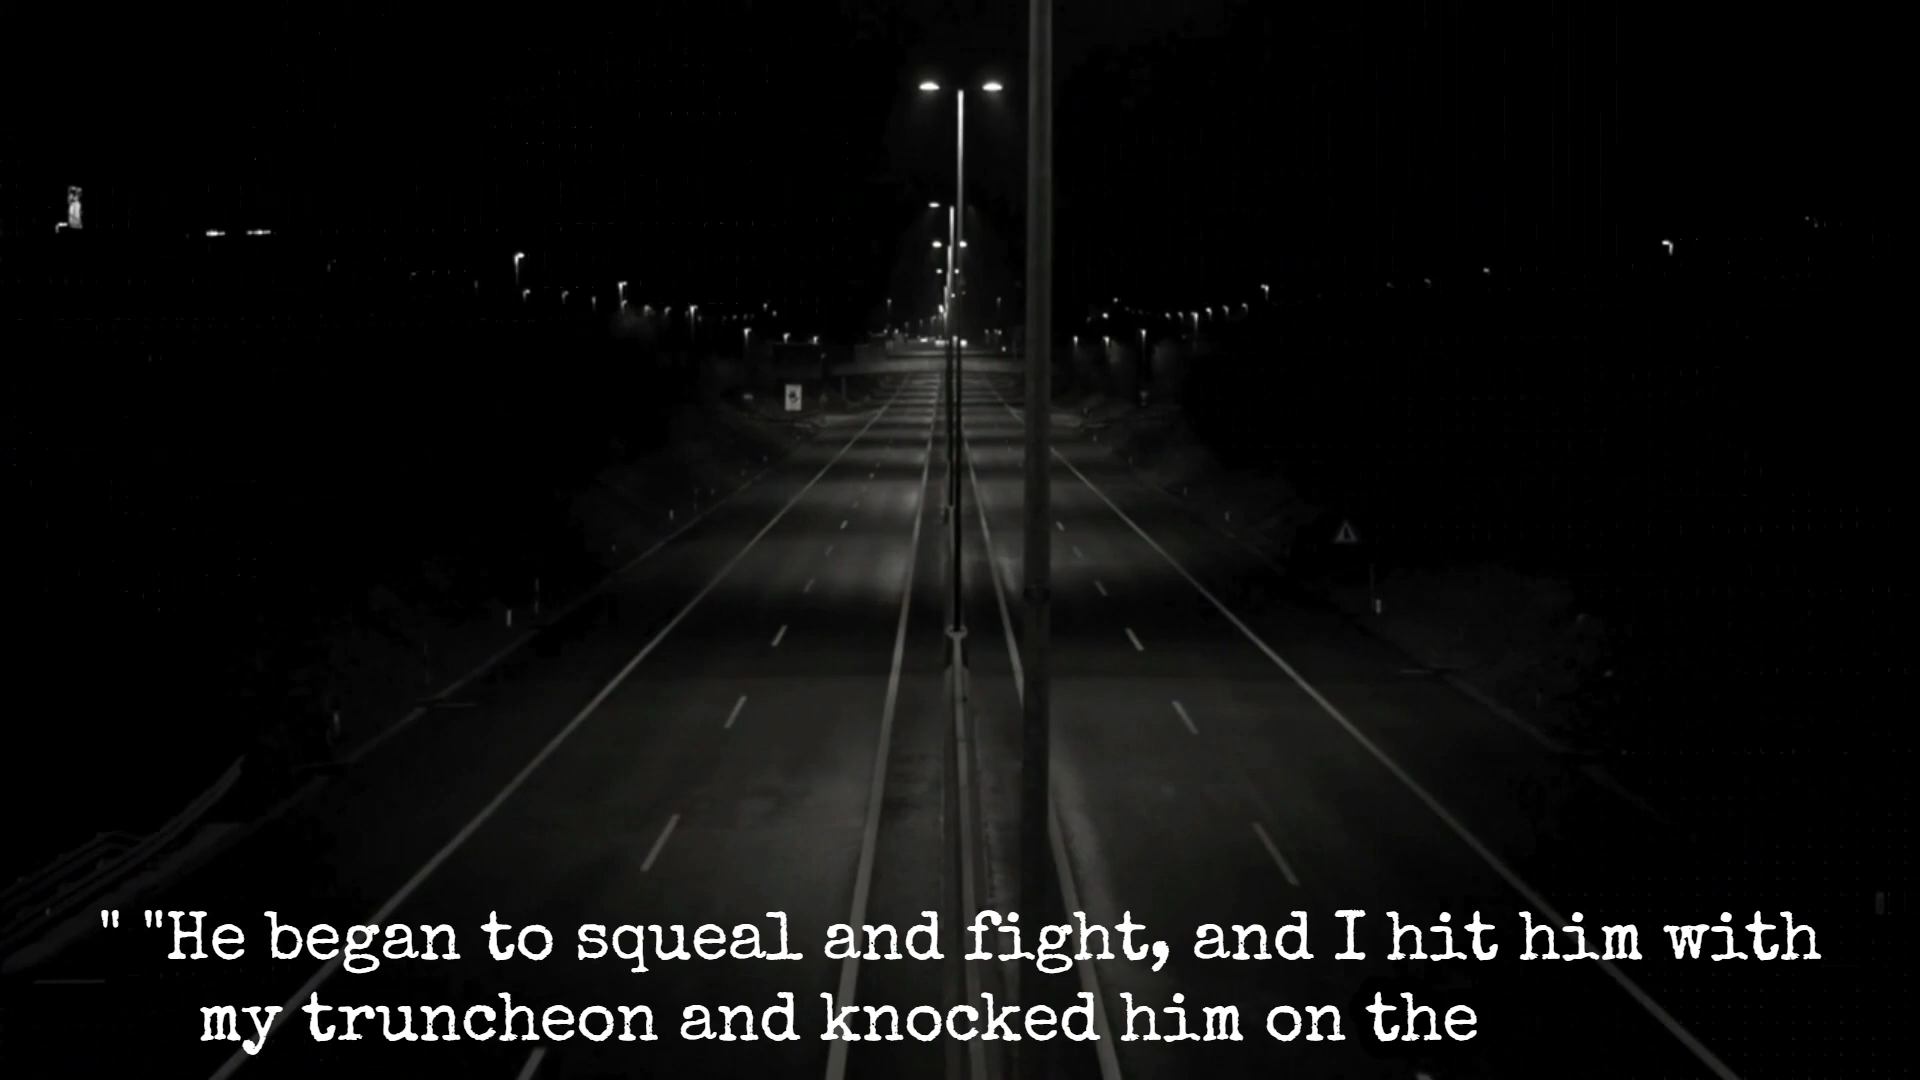 " "He began to squeal and fight, and I hit him with
my truncheon and knocked him on the